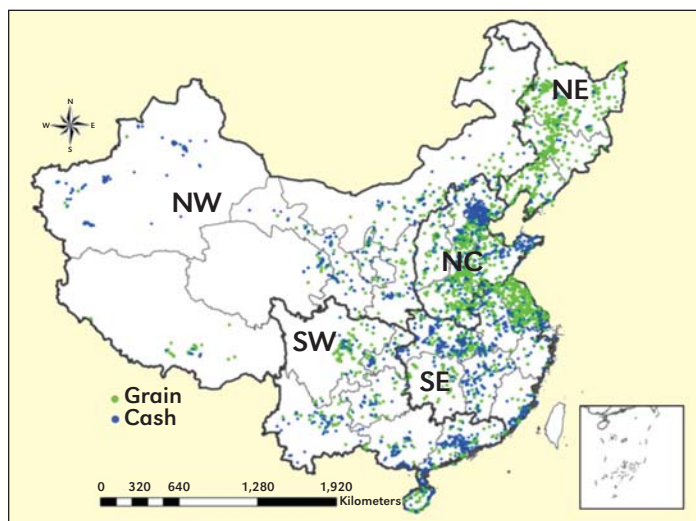 NE
N
W E
S
NW
NC
SW
SE
Grain
Cash
0 320 640 1,280 1,920
Kilometers